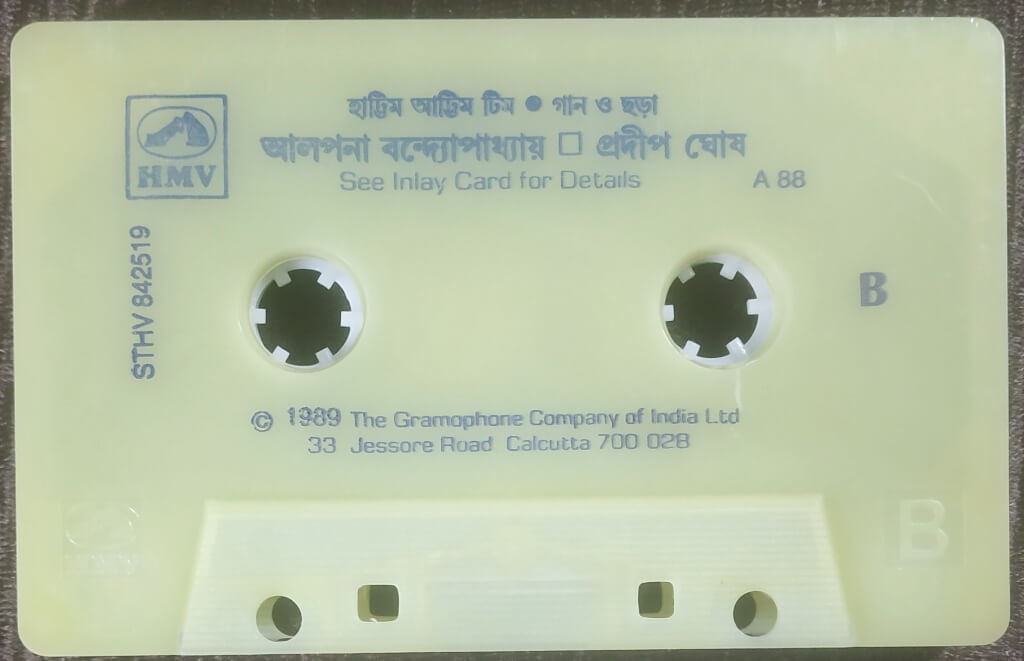 হাট্টিম আট্টিম টিম ● গান ও ছড়া
আলপনা বন্দ্যোপাধ্যায় □ প্রদীপ ঘোষ
See Inlay Card for Details
A 88
HMV
STHV 842519
B
© 1989 The Gramophone Company of India Ltd
33 Jessore Road Calcutta 700 028
B